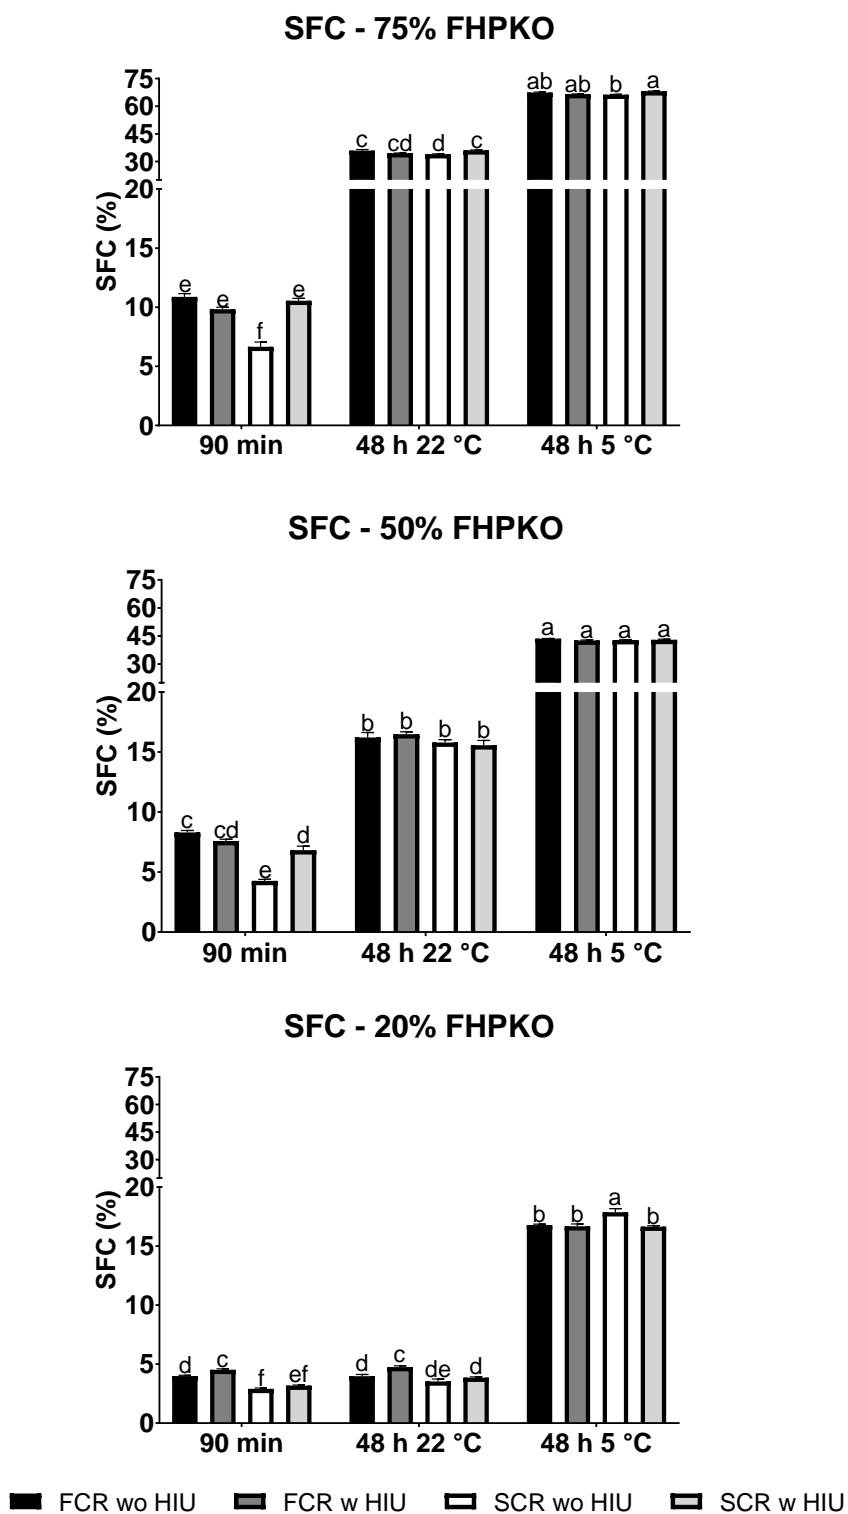 SFC - 75% FHPKO
75
60
45
30
20
15
10
5
0
SFC (%)
e e f e
c cd d c
ab ab b a
90 min 48 h 22 °C 48 h 5 °C
SFC - 50% FHPKO
75
60
45
30
20
15
10
5
0
SFC (%)
c cd e d
b b b b
a a a a
90 min 48 h 22 °C 48 h 5 °C
SFC - 20% FHPKO
75
60
45
30
20
15
10
5
0
SFC (%)
d c f ef
d c de d
b b a b
90 min 48 h 22 °C 48 h 5 °C
FCR wo HIU FCR w HIU SCR wo HIU SCR w HIU